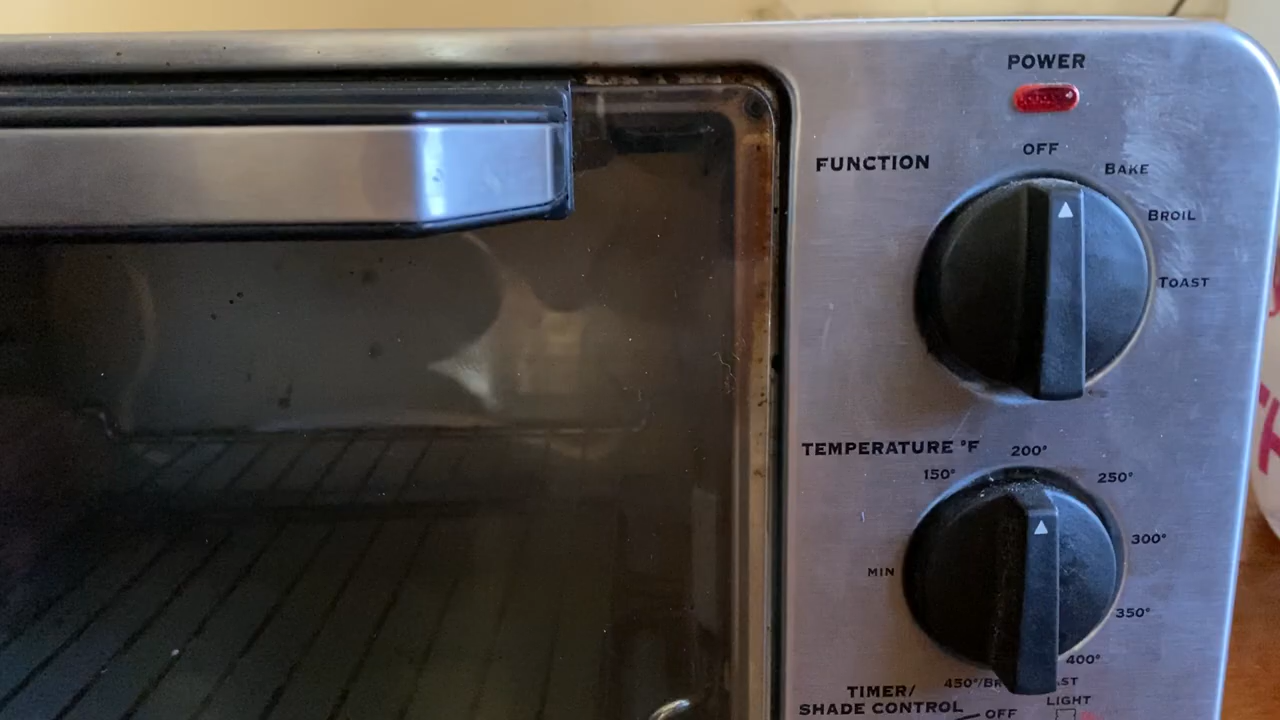 POWER
OFF
FUNCTION
BAKE
BROIL
TOAST
TEMPERATURE °F
200°
150°
250°
300°
MIN
350°
400°
TIMER/
SHADE CONTROL
OFF
LIGHT